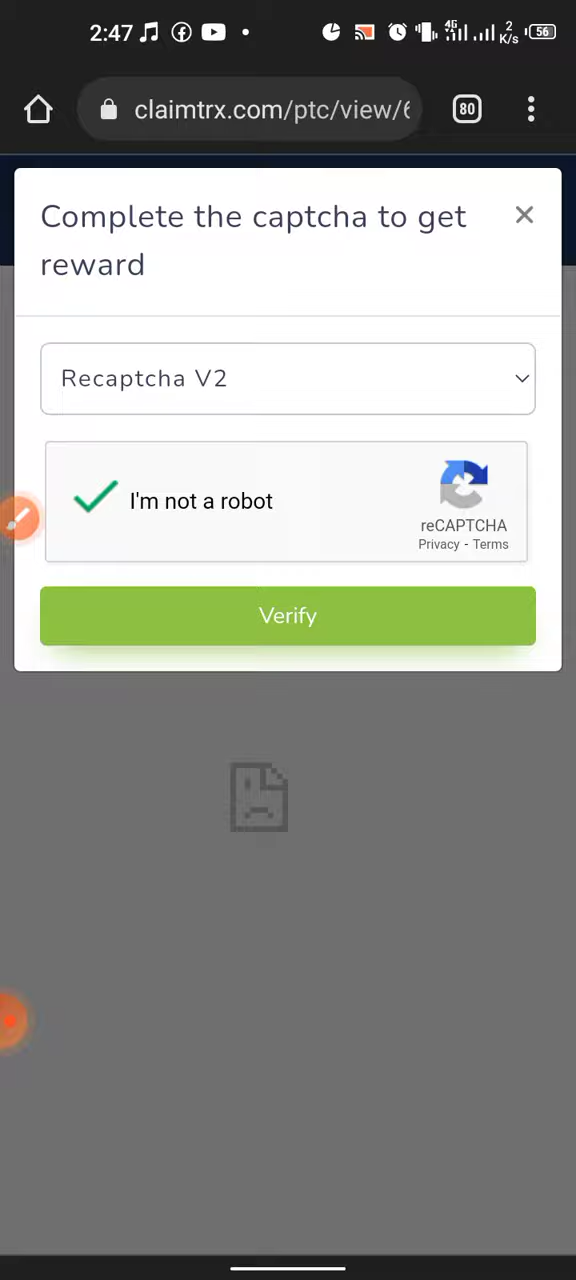 2:47 4G 2 K/s 56
claimtrx.com/ptc/view/6 80
Complete the captcha to get
reward
Recaptcha V2
I'm not a robot
reCAPTCHA
Privacy - Terms
Verify